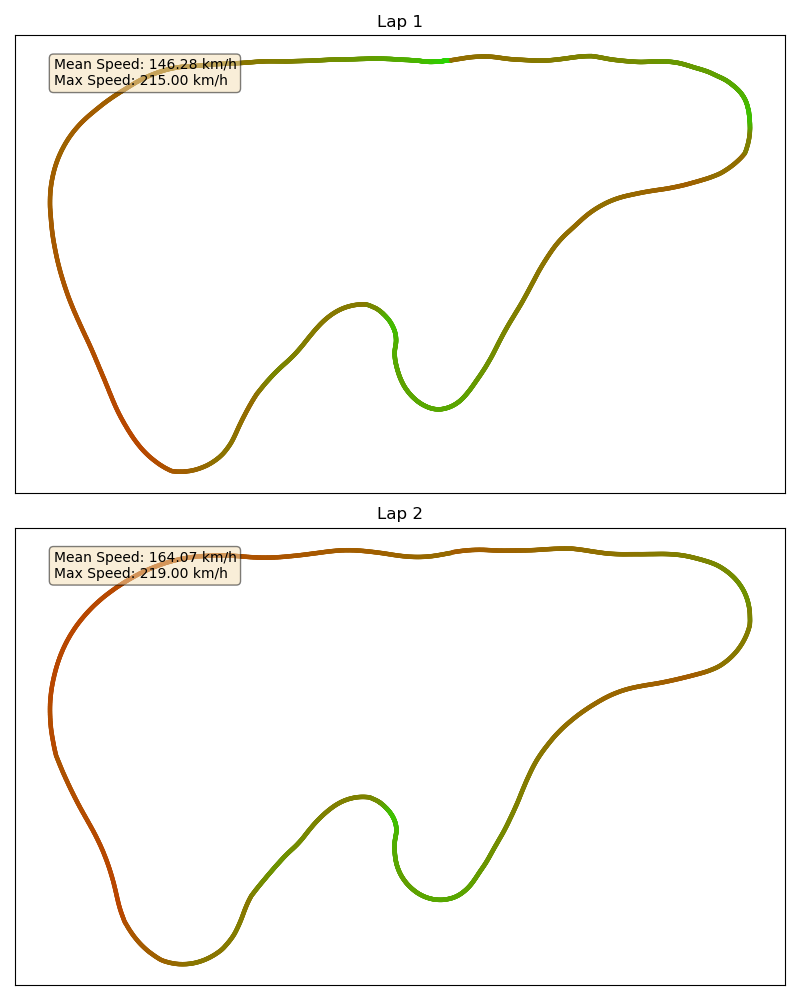 Lap 1
Mean Speed: 146.28 km/h
Max Speed: 215.00 km/h
Lap 2
Mean Speed: 164.07 km/h
Max Speed: 219.00 km/h